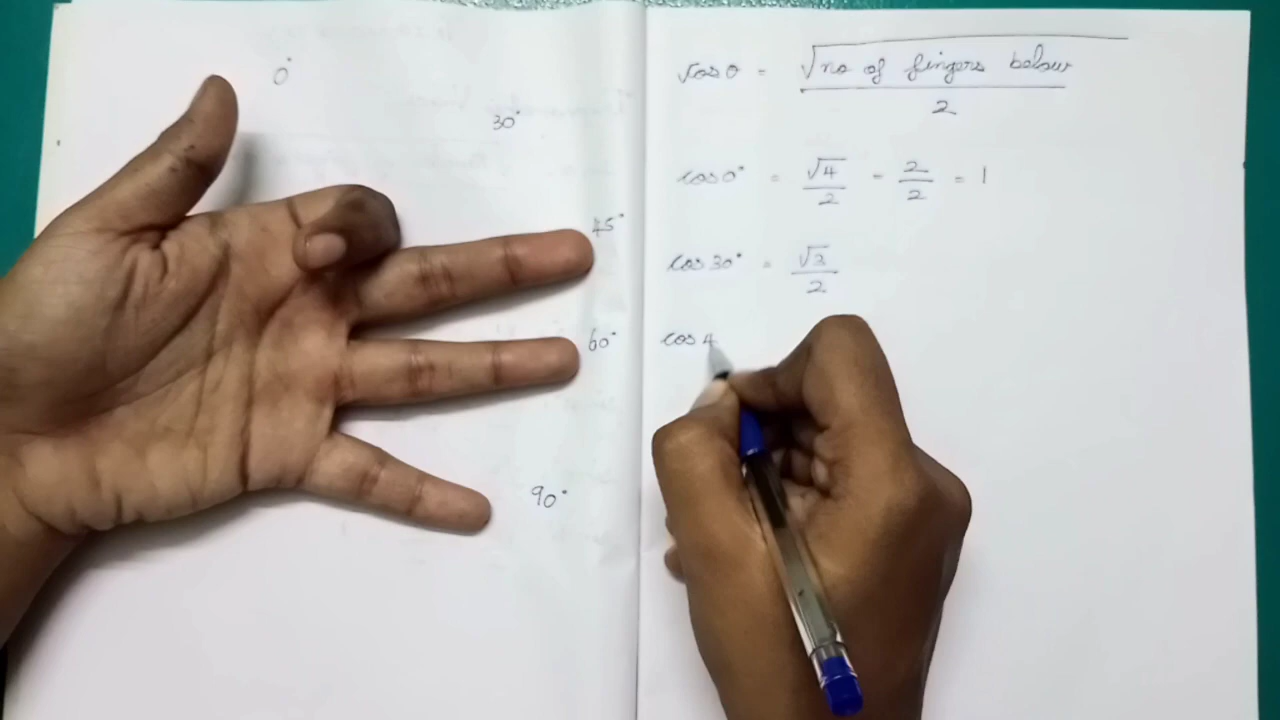 0°
30°
45°
60°
90°
cos θ = √no of fingers below / 2
cos 0° = √4 / 2 = 2 / 2 = 1
cos 30° = √3 / 2
cos 4